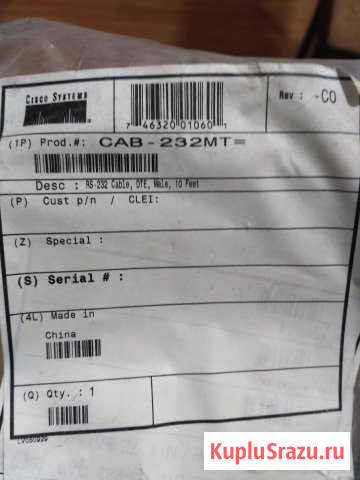 CISCO SYSTEMS
7 46320 01060 1
Rev : -C0
(1P) Prod.#: CAB-232MT=
Desc : RS-232 Cable, DTE, Male, 10 Feet
(P) Cust p/n / CLEI:
(Z) Special :
(S) Serial # :
(4L) Made in
China
(Q) Qty. : 1
KupluSrazu.ru